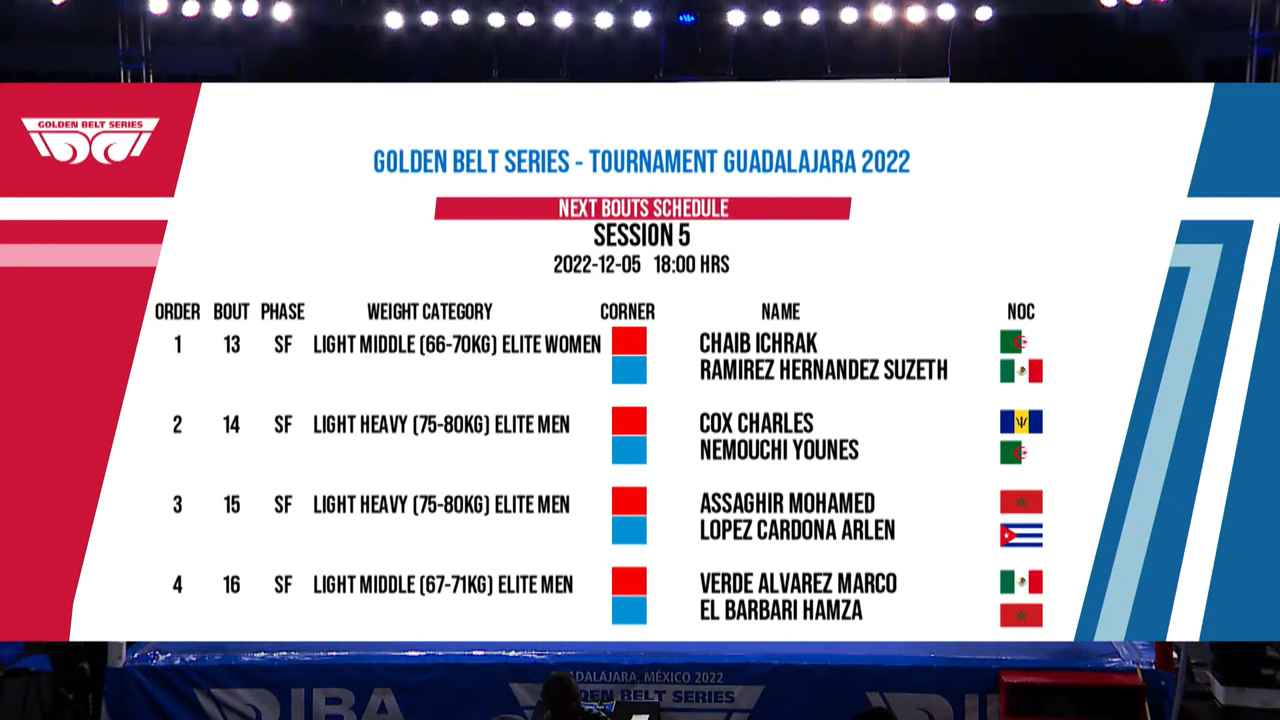 GOLDEN BELT SERIES
GOLDEN BELT SERIES - TOURNAMENT GUADALAJARA 2022
NEXT BOUTS SCHEDULE
SESSION 5
2022-12-05 18:00 HRS
ORDER BOUT PHASE WEIGHT CATEGORY CORNER NAME NOC
1 13 SF LIGHT MIDDLE (66-70KG) ELITE WOMEN CHAIB ICHRAK
RAMIREZ HERNANDEZ SUZETH
2 14 SF LIGHT HEAVY (75-80KG) ELITE MEN COX CHARLES
NEMOUCHI YOUNES
3 15 SF LIGHT HEAVY (75-80KG) ELITE MEN ASSAGHIR MOHAMED
LOPEZ CARDONA ARLEN
4 16 SF LIGHT MIDDLE (67-71KG) ELITE MEN VERDE ALVAREZ MARCO
EL BARBARI HAMZA
MÉXICO 2022
IBA BELT SERIES